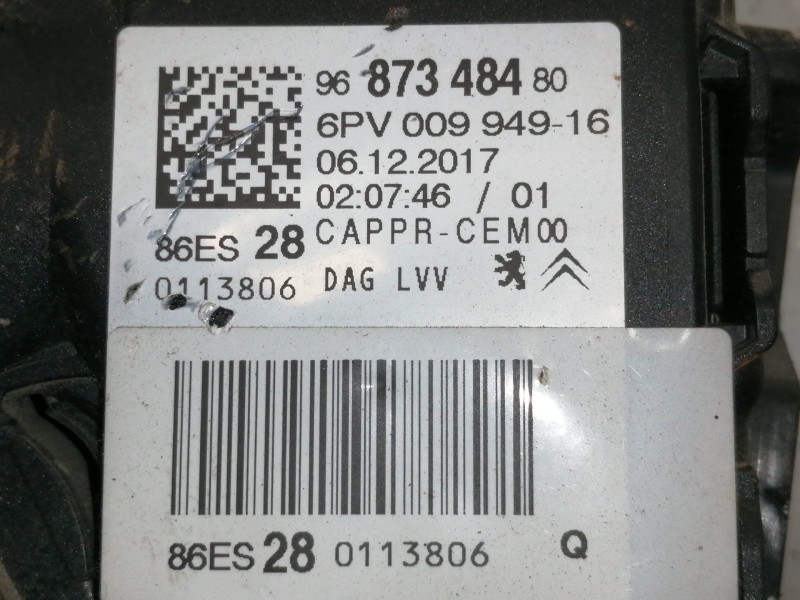 96 873 484 80
6PV 009 949-16
06.12.2017
02:07:46 / 01
86ES 28 CAPPR-CEM00
0113806 DAG LVV
86ES 28 0113806 Q